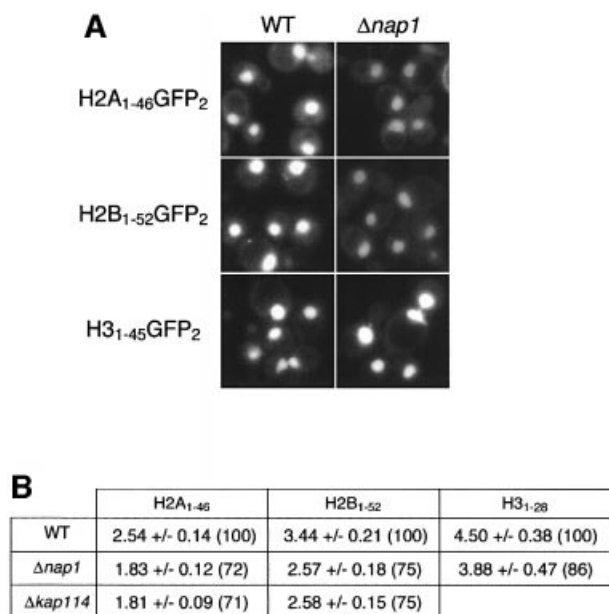 A
WT Δnap1
H2A1-46GFP2
H2B1-52GFP2
H31-45GFP2
B
H2A1-46 H2B1-52 H31-28
WT 2.54 +/- 0.14 (100) 3.44 +/- 0.21 (100) 4.50 +/- 0.38 (100)
Δnap1 1.83 +/- 0.12 (72) 2.57 +/- 0.18 (75) 3.88 +/- 0.47 (86)
Δkap114 1.81 +/- 0.09 (71) 2.58 +/- 0.15 (75)